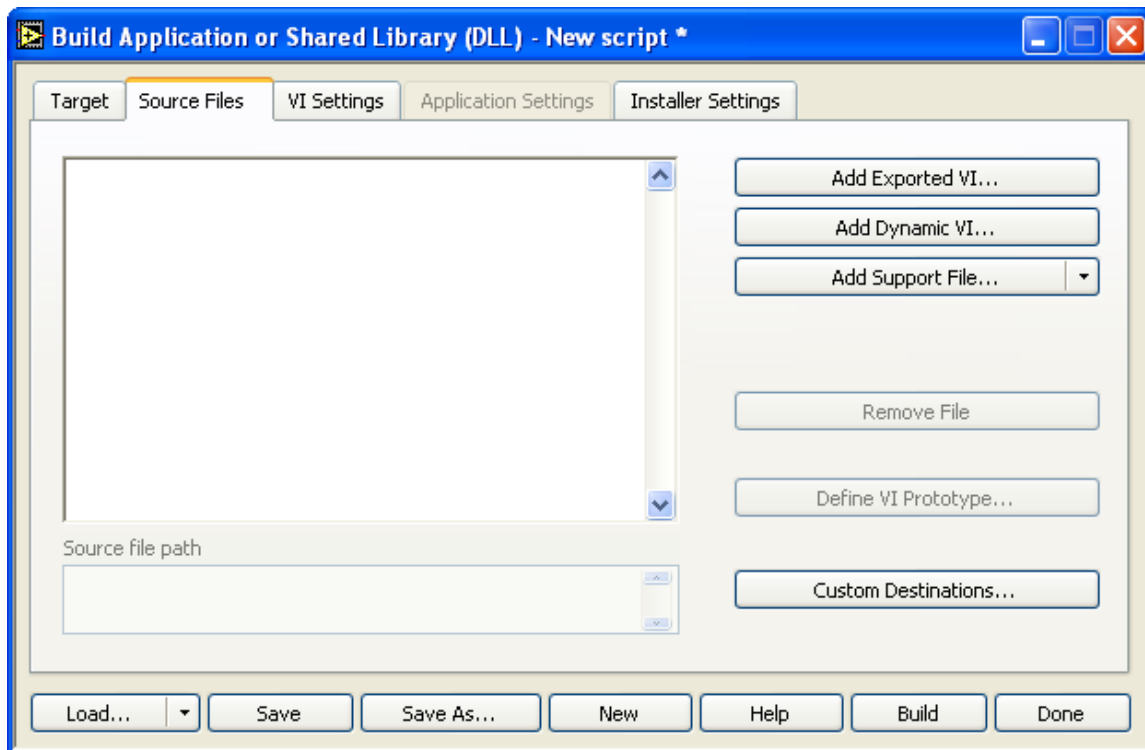 Build Application or Shared Library (DLL) - New script *
Target Source Files VI Settings Application Settings Installer Settings
Add Exported VI...
Add Dynamic VI...
Add Support File...
Remove File
Define VI Prototype...
Source file path
Custom Destinations...
Load... Save Save As... New Help Build Done